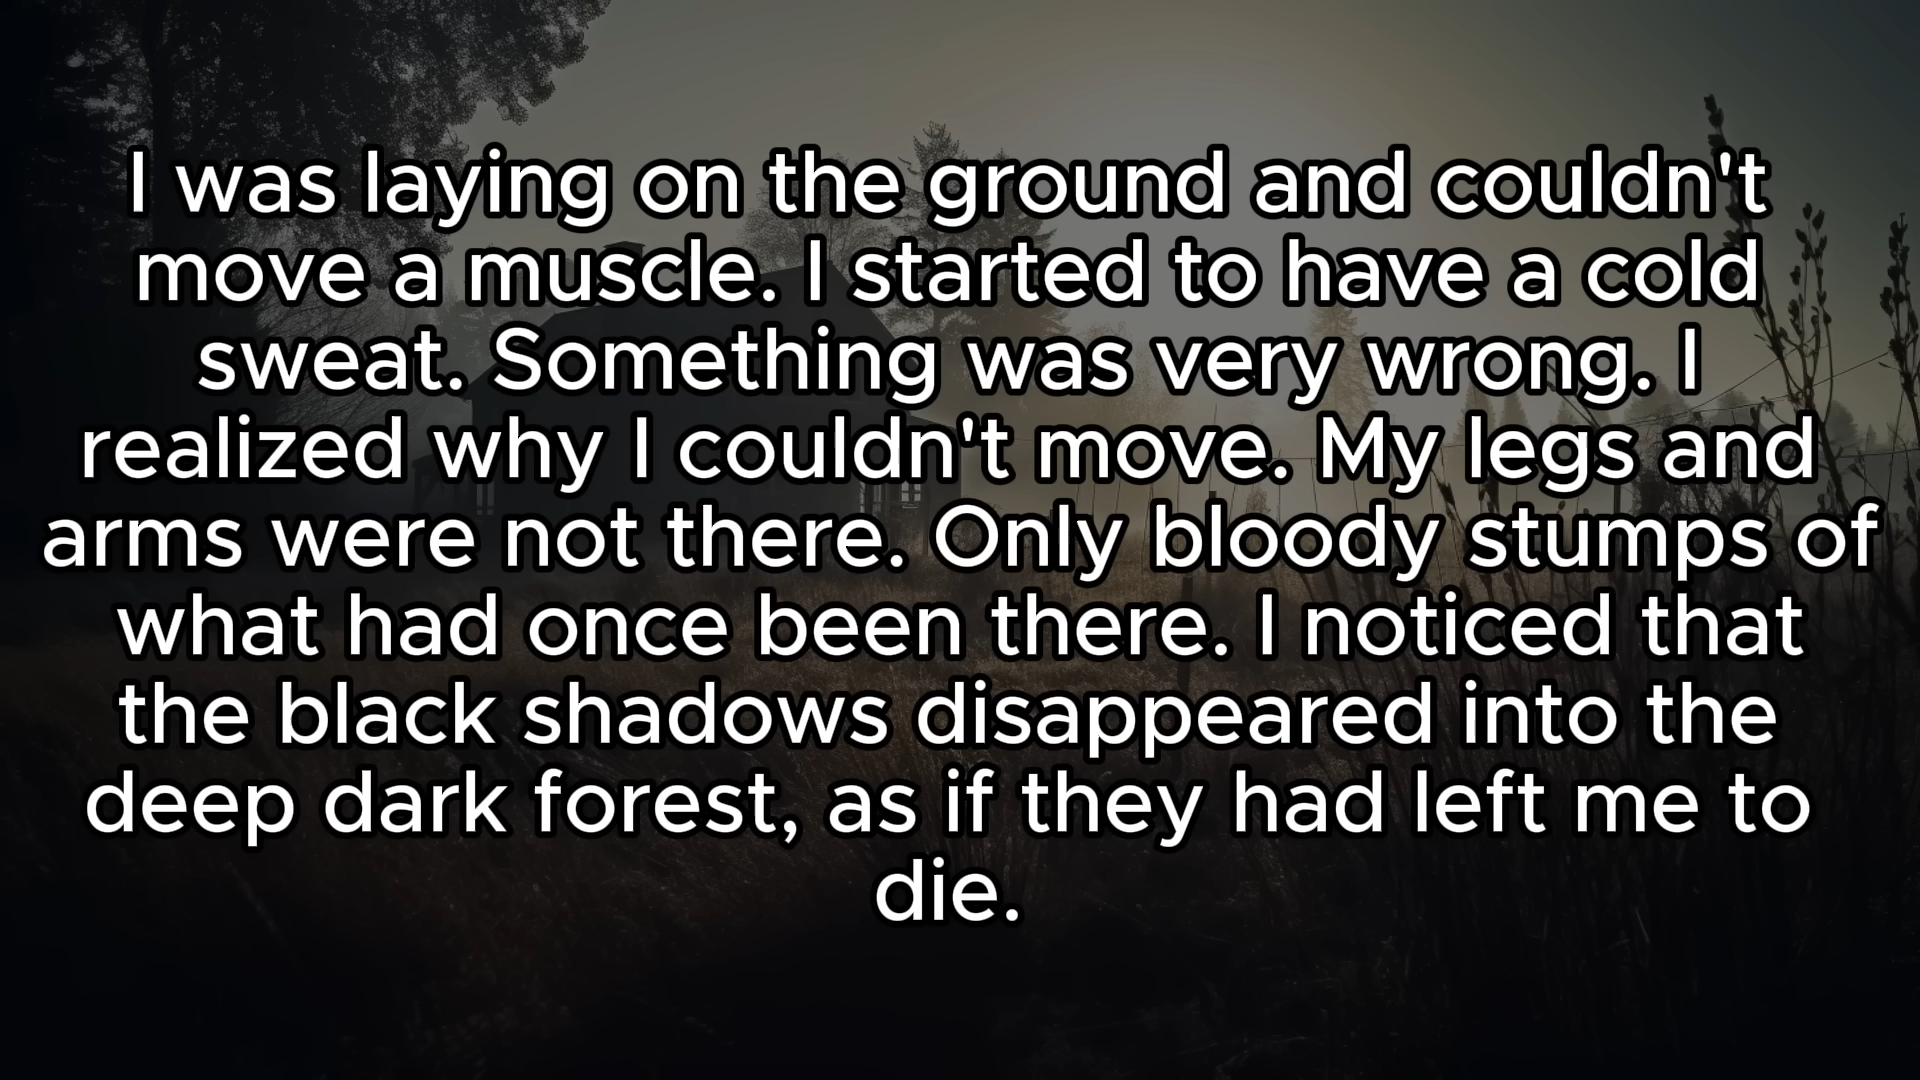 I was laying on the ground and couldn't
move a muscle. I started to have a cold
sweat. Something was very wrong. I
realized why I couldn't move. My legs and
arms were not there. Only bloody stumps of
what had once been there. I noticed that
the black shadows disappeared into the
deep dark forest, as if they had left me to
die.